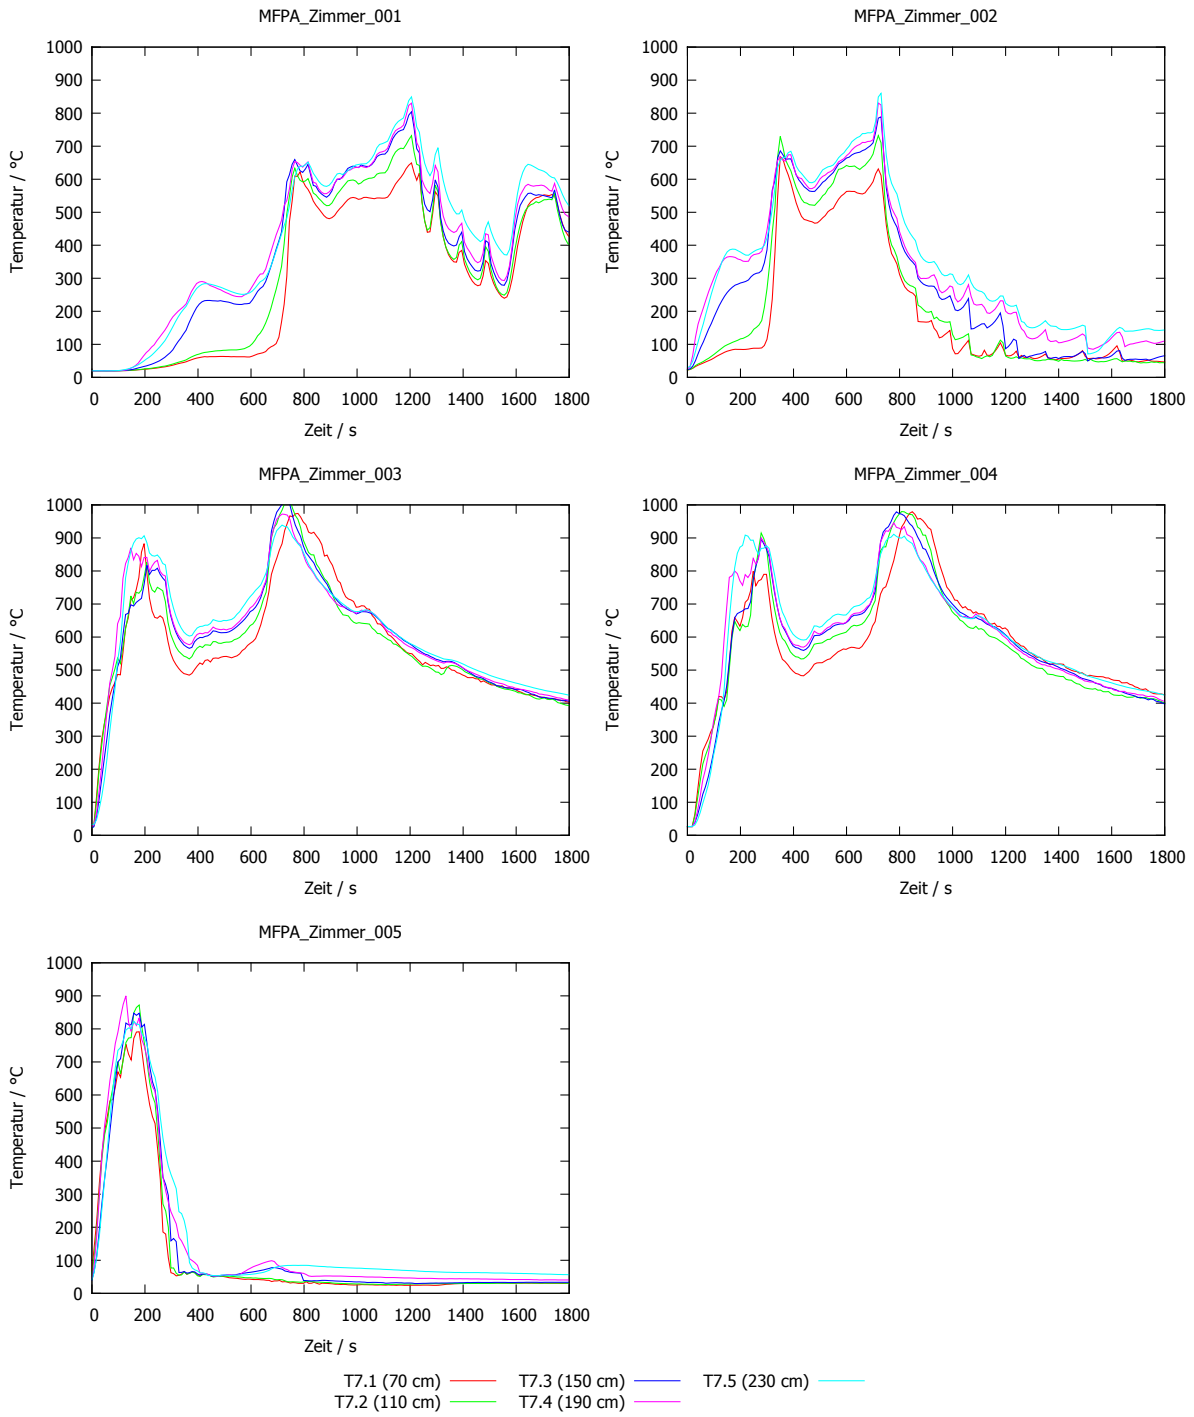 MFPA_Zimmer_001
1000
900
800
700
600
500
400
300
200
100
0
Temperatur / °C
0 200 400 600 800 1000 1200 1400 1600 1800
Zeit / s
MFPA_Zimmer_002
1000
900
800
700
600
500
400
300
200
100
0
Temperatur / °C
0 200 400 600 800 1000 1200 1400 1600 1800
Zeit / s
MFPA_Zimmer_003
1000
900
800
700
600
500
400
300
200
100
0
Temperatur / °C
0 200 400 600 800 1000 1200 1400 1600 1800
Zeit / s
MFPA_Zimmer_004
1000
900
800
700
600
500
400
300
200
100
0
Temperatur / °C
0 200 400 600 800 1000 1200 1400 1600 1800
Zeit / s
MFPA_Zimmer_005
1000
900
800
700
600
500
400
300
200
100
0
Temperatur / °C
0 200 400 600 800 1000 1200 1400 1600 1800
Zeit / s
T7.1 (70 cm) T7.3 (150 cm) T7.5 (230 cm)
T7.2 (110 cm) T7.4 (190 cm)